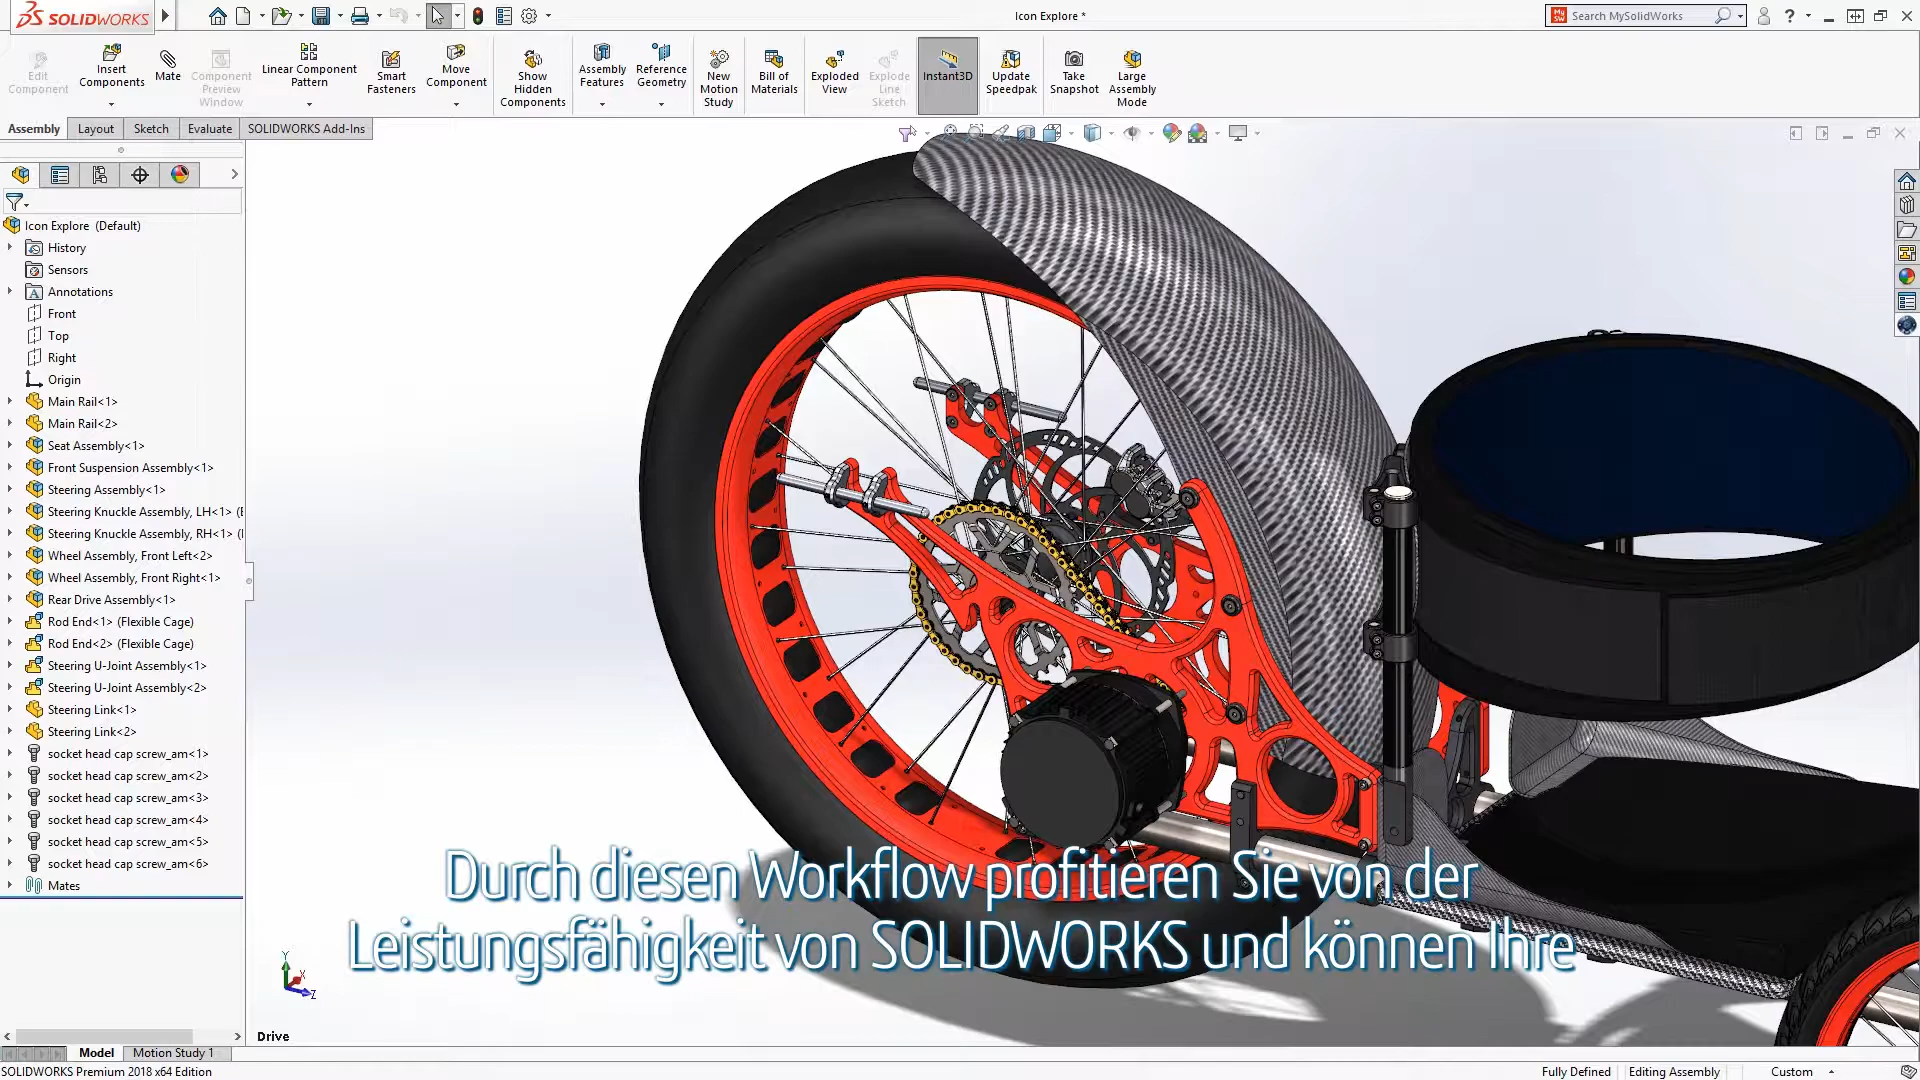 SOLIDWORKS
Icon Explore *
Search MySolidWorks
Edit Component
Insert Components
Mate
Component Preview Window
Linear Component Pattern
Smart Fasteners
Move Component
Show Hidden Components
Assembly Features
Reference Geometry
New Motion Study
Bill of Materials
Exploded View
Explode Line Sketch
Instant3D
Update Speedpak
Take Snapshot
Large Assembly Mode
Assembly
Layout
Sketch
Evaluate
SOLIDWORKS Add-Ins
Icon Explore (Default)
History
Sensors
Annotations
Front
Top
Right
Origin
Main Rail<1>
Main Rail<2>
Seat Assembly<1>
Front Suspension Assembly<1>
Steering Assembly<1>
Steering Knuckle Assembly, LH<1>
Steering Knuckle Assembly, RH<1>
Wheel Assembly, Front Left<2>
Wheel Assembly, Front Right<1>
Rear Drive Assembly<1>
Rod End<1> (Flexible Cage)
Rod End<2> (Flexible Cage)
Steering U-Joint Assembly<1>
Steering U-Joint Assembly<2>
Steering Link<1>
Steering Link<2>
socket head cap screw_am<1>
socket head cap screw_am<2>
socket head cap screw_am<3>
socket head cap screw_am<4>
socket head cap screw_am<5>
socket head cap screw_am<6>
Mates
Durch diesen Workflow profitieren Sie von der
Leistungsfähigkeit von SOLIDWORKS und können Ihre
Y
X
Z
Drive
Model
Motion Study 1
SOLIDWORKS Premium 2018 x64 Edition
Fully Defined
Editing Assembly
Custom